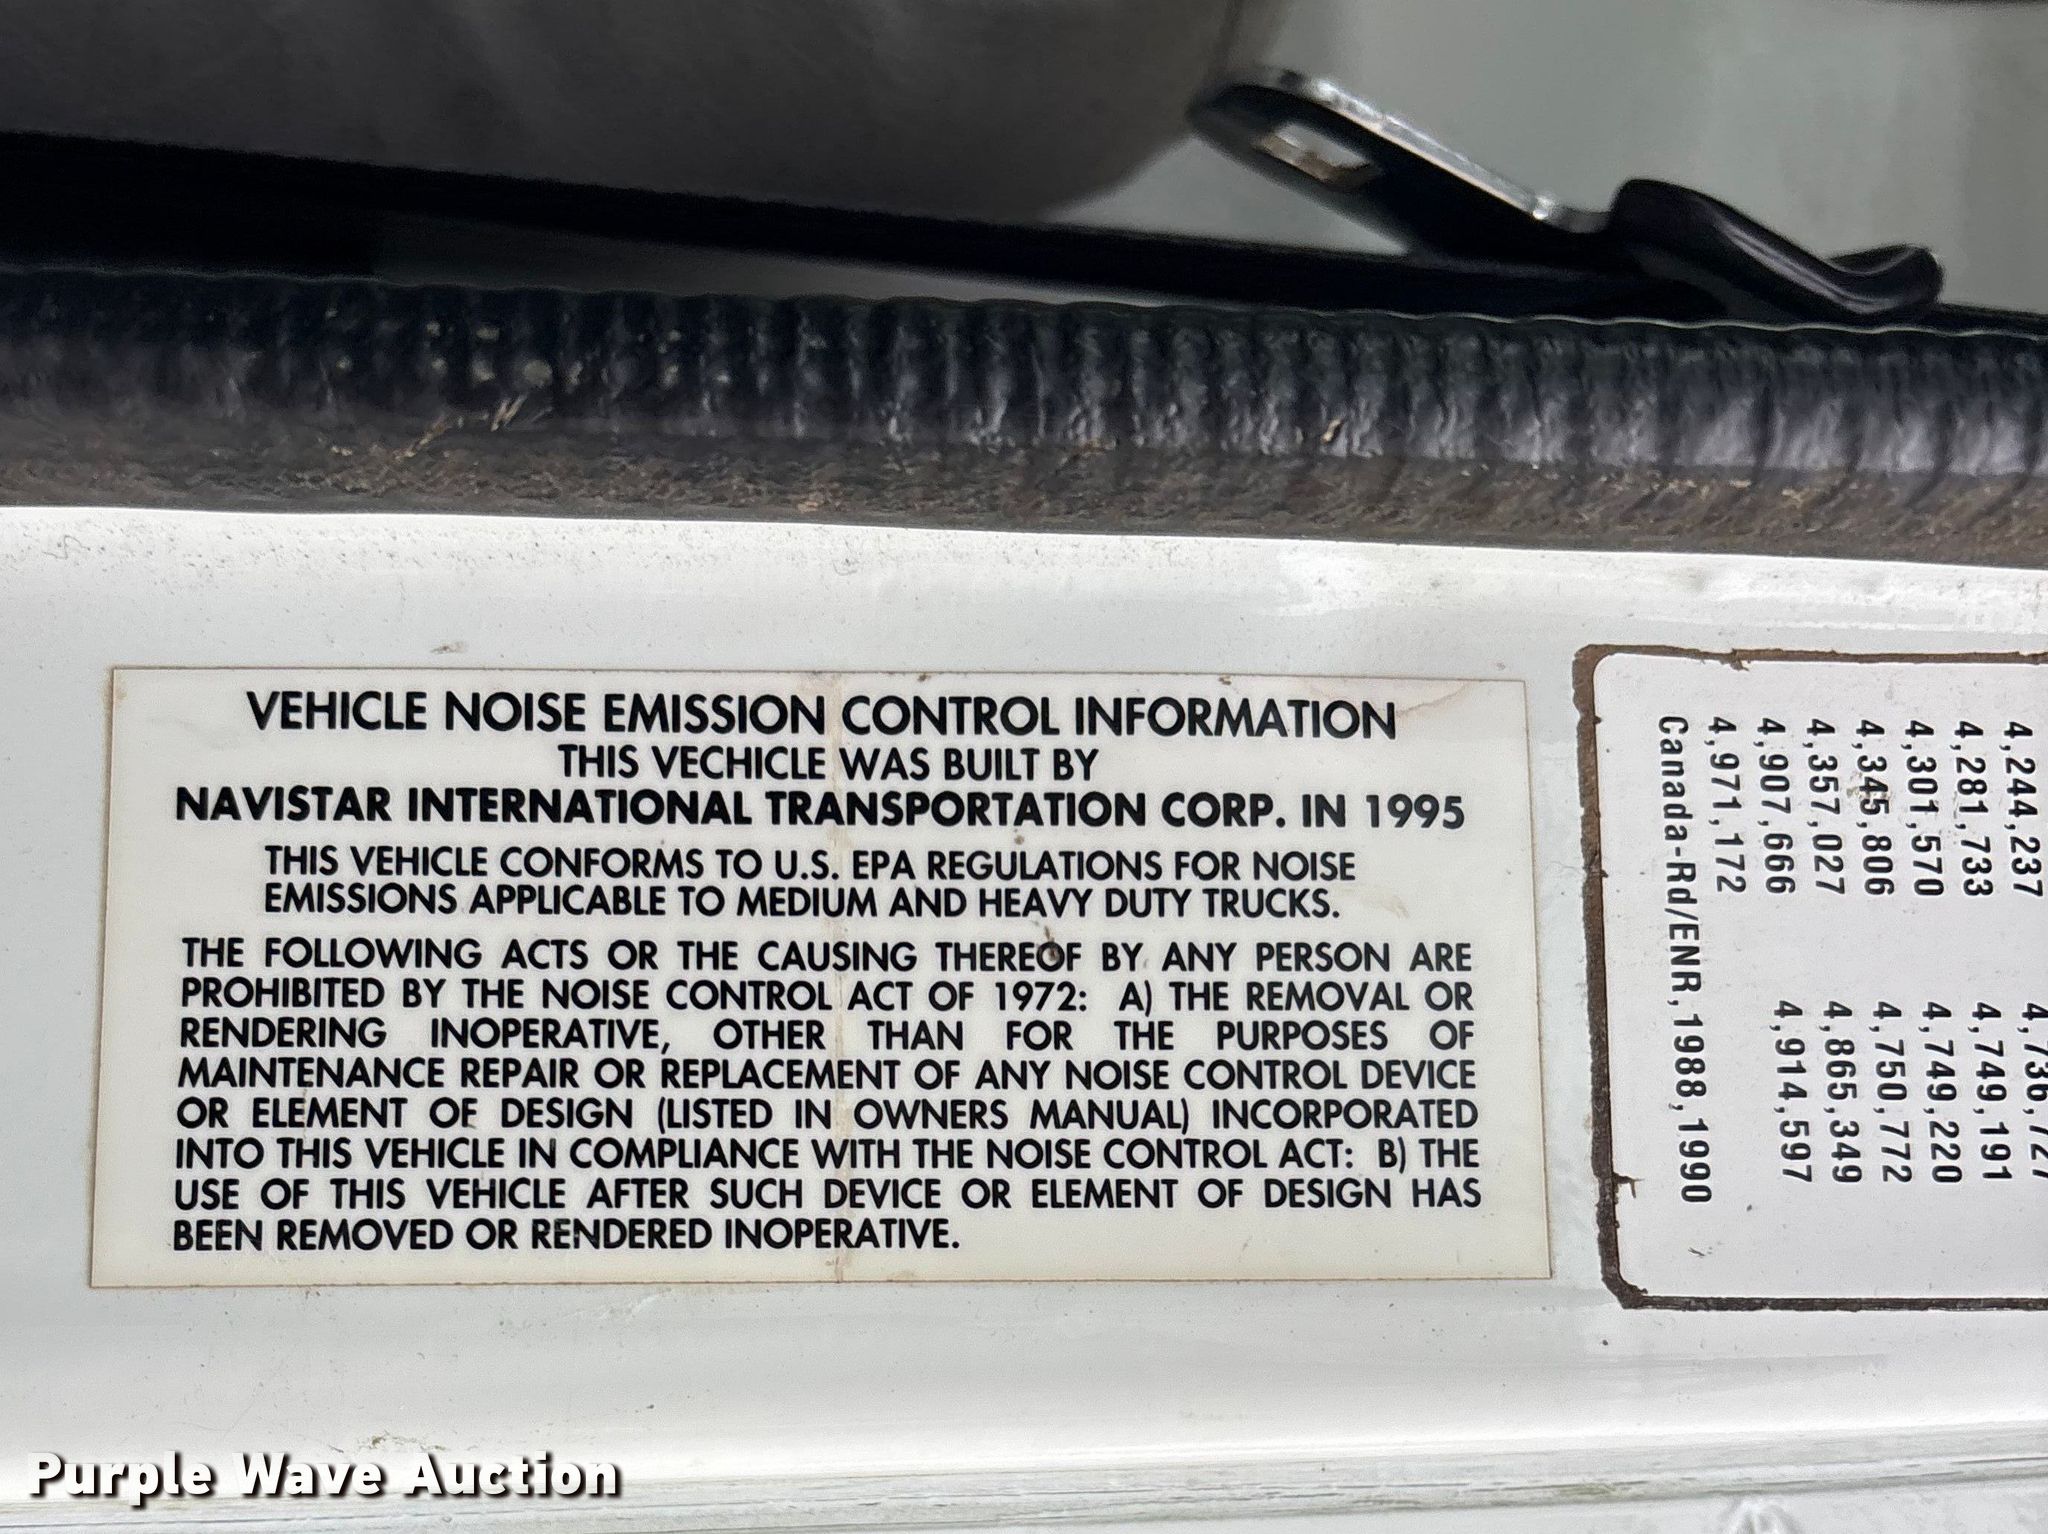 VEHICLE NOISE EMISSION CONTROL INFORMATION
THIS VECHICLE WAS BUILT BY
NAVISTAR INTERNATIONAL TRANSPORTATION CORP. IN 1995
THIS VEHICLE CONFORMS TO U.S. EPA REGULATIONS FOR NOISE
EMISSIONS APPLICABLE TO MEDIUM AND HEAVY DUTY TRUCKS.
THE FOLLOWING ACTS OR THE CAUSING THEREOF BY ANY PERSON ARE
PROHIBITED BY THE NOISE CONTROL ACT OF 1972: A) THE REMOVAL OR
RENDERING INOPERATIVE, OTHER THAN FOR THE PURPOSES OF
MAINTENANCE REPAIR OR REPLACEMENT OF ANY NOISE CONTROL DEVICE
OR ELEMENT OF DESIGN (LISTED IN OWNERS MANUAL) INCORPORATED
INTO THIS VEHICLE IN COMPLIANCE WITH THE NOISE CONTROL ACT: B) THE
USE OF THIS VEHICLE AFTER SUCH DEVICE OR ELEMENT OF DESIGN HAS
BEEN REMOVED OR RENDERED INOPERATIVE.
4,244,237 4,736,727
4,281,733 4,749,191
4,301,570 4,749,220
4,345,806 4,750,772
4,357,027 4,865,349
4,907,666 4,914,597
4,971,172
Canada-Rd/ENR,1988,1990
Purple Wave Auction